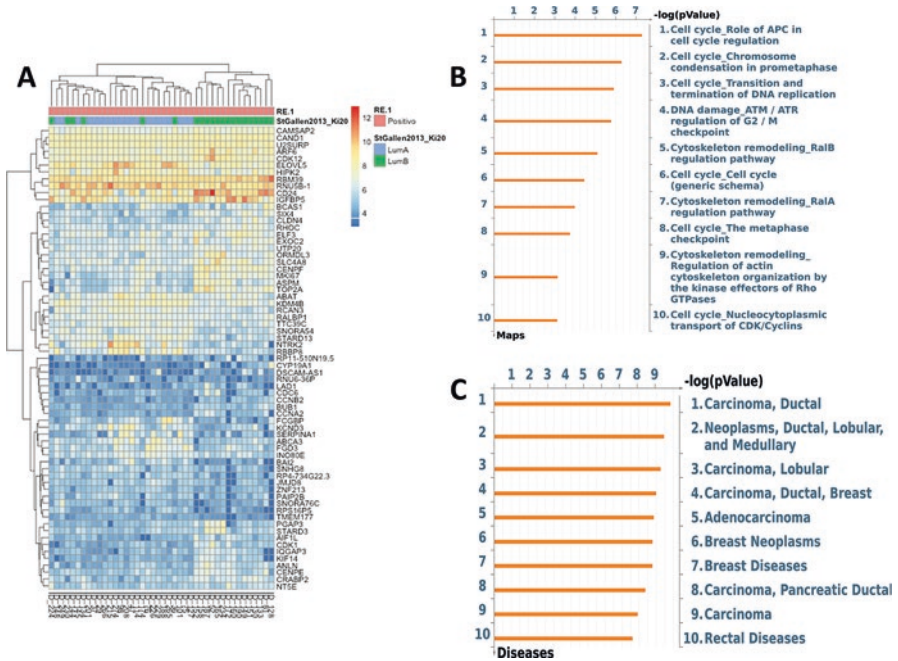 A
RE.1
StGallen2013_Ki20
RE.1
Positivo
StGallen2013_Ki20
LumA
LumB
12
10
8
6
4
CAMSAP2
CAND1
U2SURP
ARF6
CDK12
ELOVL5
HIPK2
RBM39
RNU5B-1
CD24
IGFBP5
BCAS1
SIX4
CLDN4
RHOC
ELF3
EXOC2
UTP20
ORMDL3
SLC4A8
CENPF
MKI67
ASPM
TOP2A
ABAT
KDM4B
RCAN3
RALBP1
TTC39C
SNORA54
STARD13
NTRK2
RBBP8
RP11-510N19.5
CYP19A1
DSCAM-AS1
RNU6-36P
LAD1
CDC6
CCNB2
BUB1
CCNA2
FCGBP
KCND3
SERPINA1
ABCA3
FGD3
INO80E
BAI2
SNHG8
RP4-734G22.3
JMJD8
ZNF213
PAIP2B
SNORA76C
RPS16P5
TMEM177
PGAP3
STARD3
AIF1L
CDK1
IQGAP3
KIF14
ANLN
CENPE
CRABP2
NT5E
B
1 2 3 4 5 6 7
-log(pValue)
1
1.Cell cycle_Role of APC in
cell cycle regulation
2
2.Cell cycle_Chromosome
condensation in prometaphase
3
3.Cell cycle_Transition and
termination of DNA replication
4
4.DNA damage_ATM / ATR
regulation of G2 / M
checkpoint
5
5.Cytoskeleton remodeling_RalB
regulation pathway
6
6.Cell cycle_Cell cycle
(generic schema)
7
7.Cytoskeleton remodeling_RalA
regulation pathway
8
8.Cell cycle_The metaphase
checkpoint
9
9.Cytoskeleton remodeling_
Regulation of actin
cytoskeleton organization by
the kinase effectors of Rho
GTPases
10
10.Cell cycle_Nucleocytoplasmic
transport of CDK/Cyclins
Maps
C
1 2 3 4 5 6 7 8 9
-log(pValue)
1
1.Carcinoma, Ductal
2
2.Neoplasms, Ductal, Lobular,
and Medullary
3
3.Carcinoma, Lobular
4
4.Carcinoma, Ductal, Breast
5
5.Adenocarcinoma
6
6.Breast Neoplasms
7
7.Breast Diseases
8
8.Carcinoma, Pancreatic Ductal
9
9.Carcinoma
10
10.Rectal Diseases
Diseases